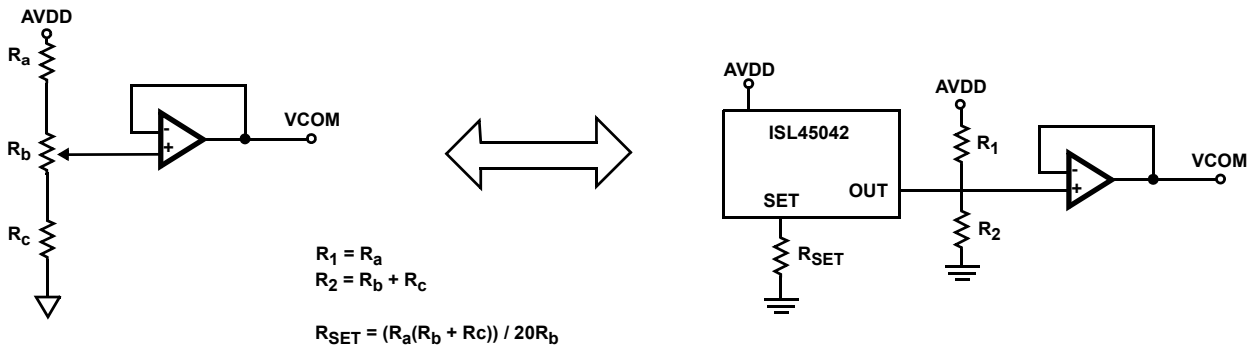 AVDD
Ra
Rb
-
+
VCOM
Rc
R1 = Ra
R2 = Rb + Rc
RSET = (Ra(Rb + Rc)) / 20Rb
AVDD
ISL45042
SET
OUT
RSET
AVDD
R1
R2
-
+
VCOM